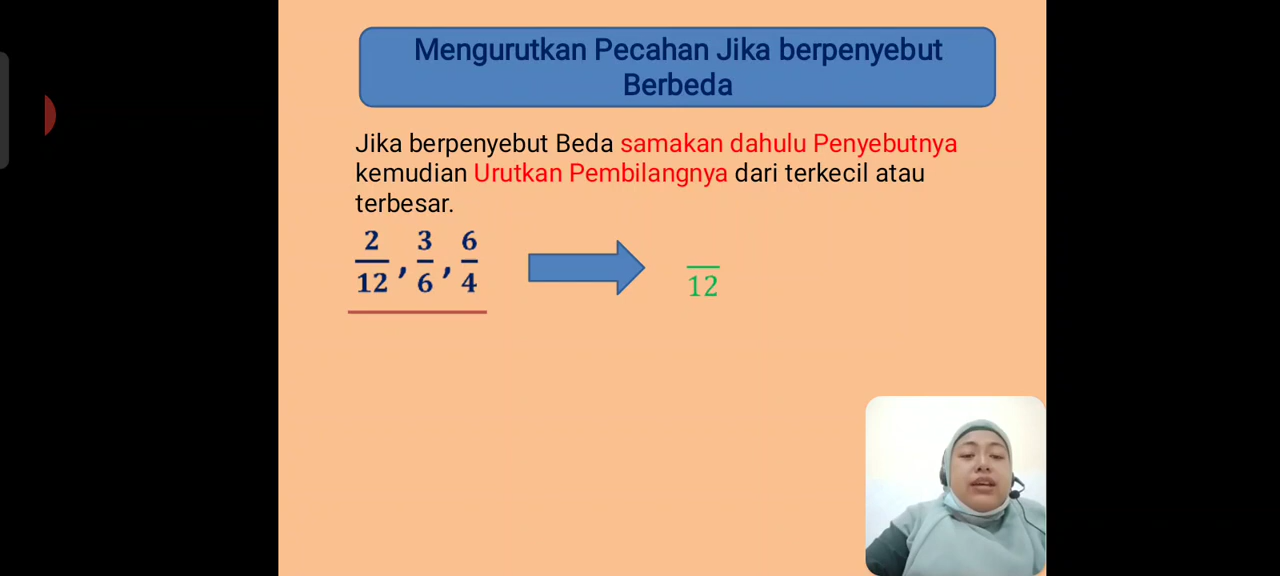 Mengurutkan Pecahan Jika berpenyebut
Berbeda
Jika berpenyebut Beda samakan dahulu Penyebutnya
kemudian Urutkan Pembilangnya dari terkecil atau
terbesar.
2/12, 3/6, 6/4
/12